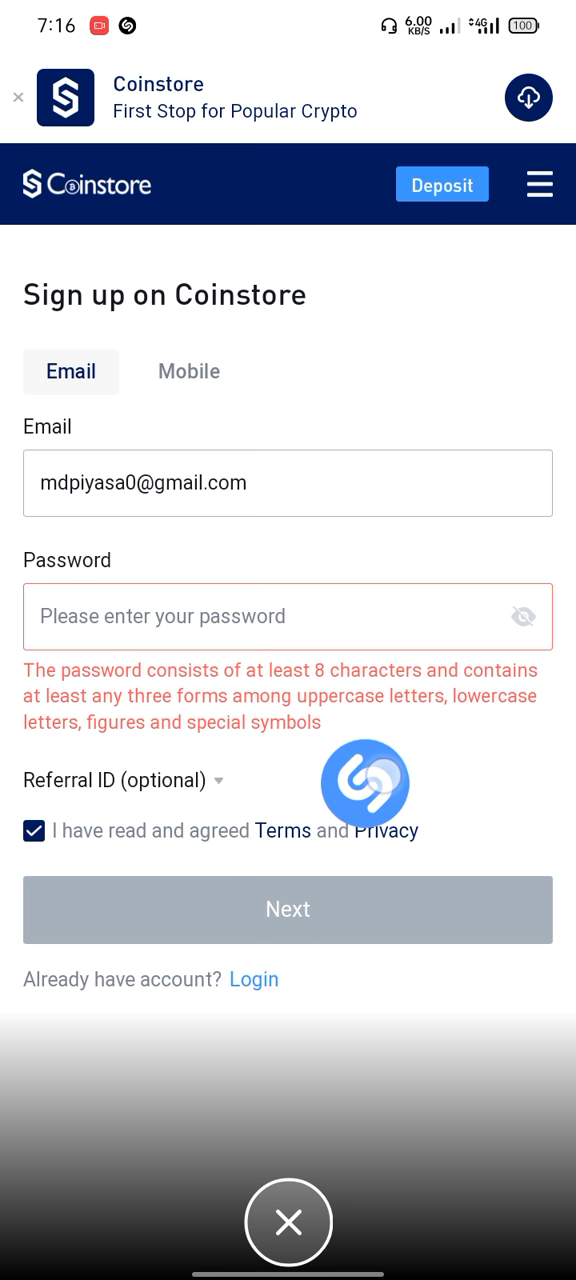 7:16 6.00 KB/S 4G 100
Coinstore
First Stop for Popular Crypto
Coinstore Deposit
Sign up on Coinstore
Email Mobile
Email
mdpiyasa0@gmail.com
Password
Please enter your password
The password consists of at least 8 characters and contains
at least any three forms among uppercase letters, lowercase
letters, figures and special symbols
Referral ID (optional)
I have read and agreed Terms and Privacy
Next
Already have account? Login